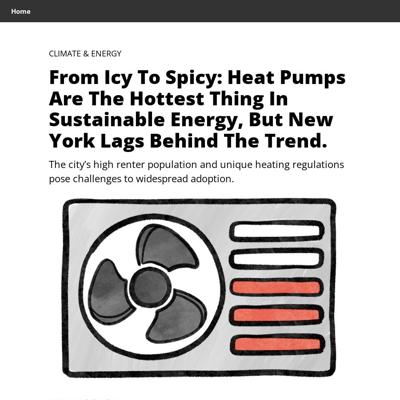 Home
CLIMATE & ENERGY
From Icy To Spicy: Heat Pumps
Are The Hottest Thing In
Sustainable Energy, But New
York Lags Behind The Trend.
The city’s high renter population and unique heating regulations
pose challenges to widespread adoption.